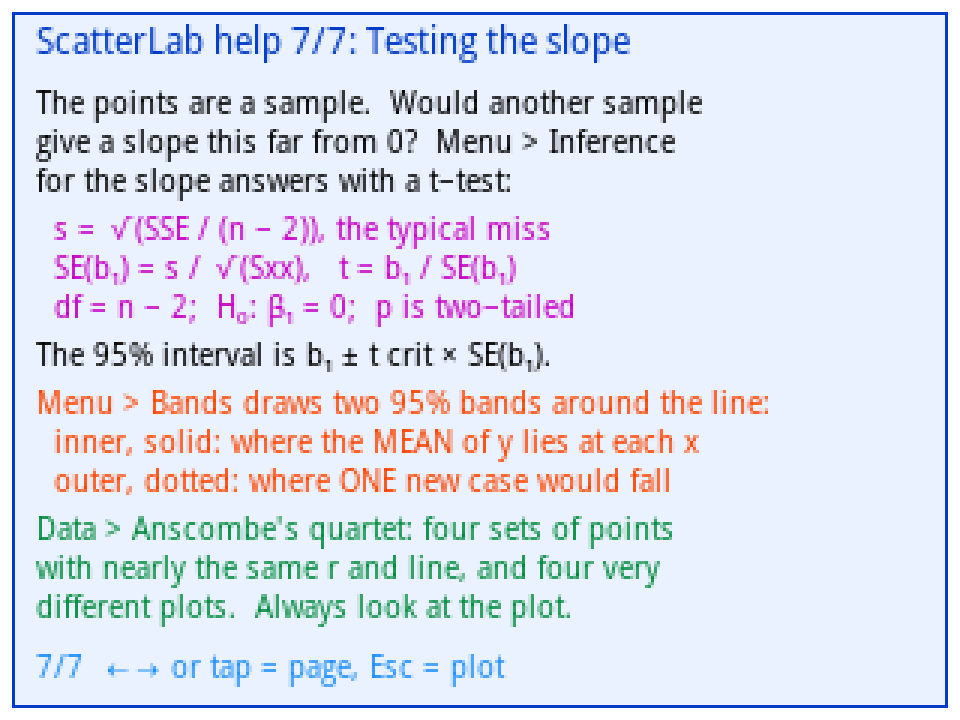 ScatterLab help 7/7: Testing the slope
The points are a sample.  Would another sample
give a slope this far from 0?  Menu > Inference
for the slope answers with a t−test:
s = √(SSE / (n − 2)), the typical miss
SE(b₁) = s / √(Sxx),   t = b₁ / SE(b₁)
df = n − 2;  H₀: β₁ = 0;  p is two−tailed
The 95% interval is b₁ ± t crit × SE(b₁).
Menu > Bands draws two 95% bands around the line:
inner, solid: where the MEAN of y lies at each x
outer, dotted: where ONE new case would fall
Data > Anscombe's quartet: four sets of points
with nearly the same r and line, and four very
different plots.  Always look at the plot.
7/7   ←→ or tap = page, Esc = plot